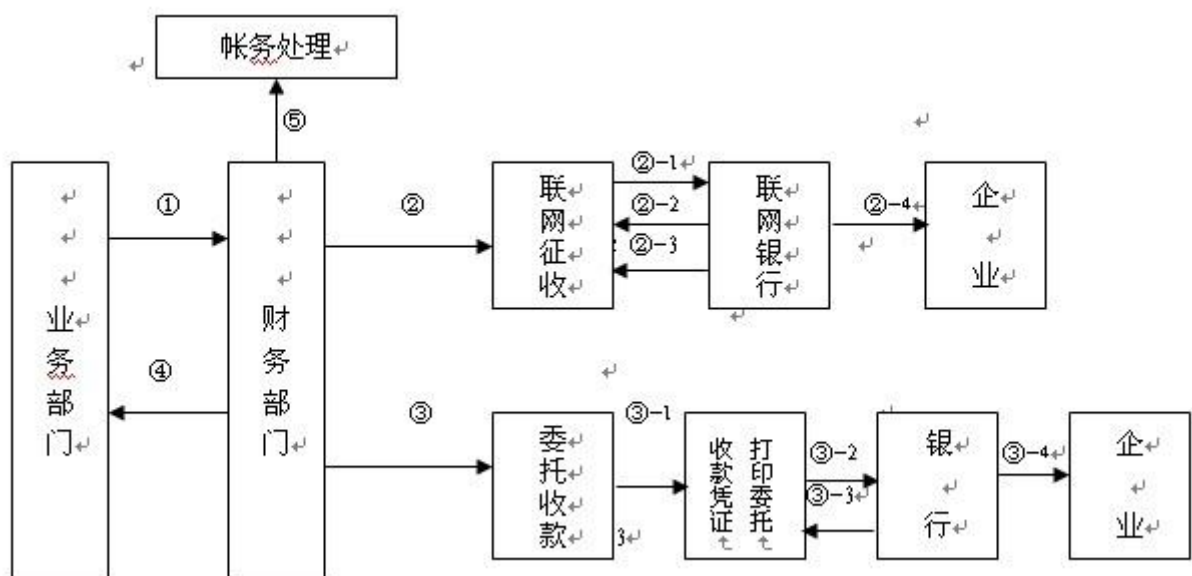 帐务处理
⑤
①
②
②-1
②-2
②-3
②-4
业务部门
财务部门
联网征收
联网银行
企业
④
③
③-1
③-2
③-3
③-4
委托收款
3
打印委托
收款凭证
银行
企业